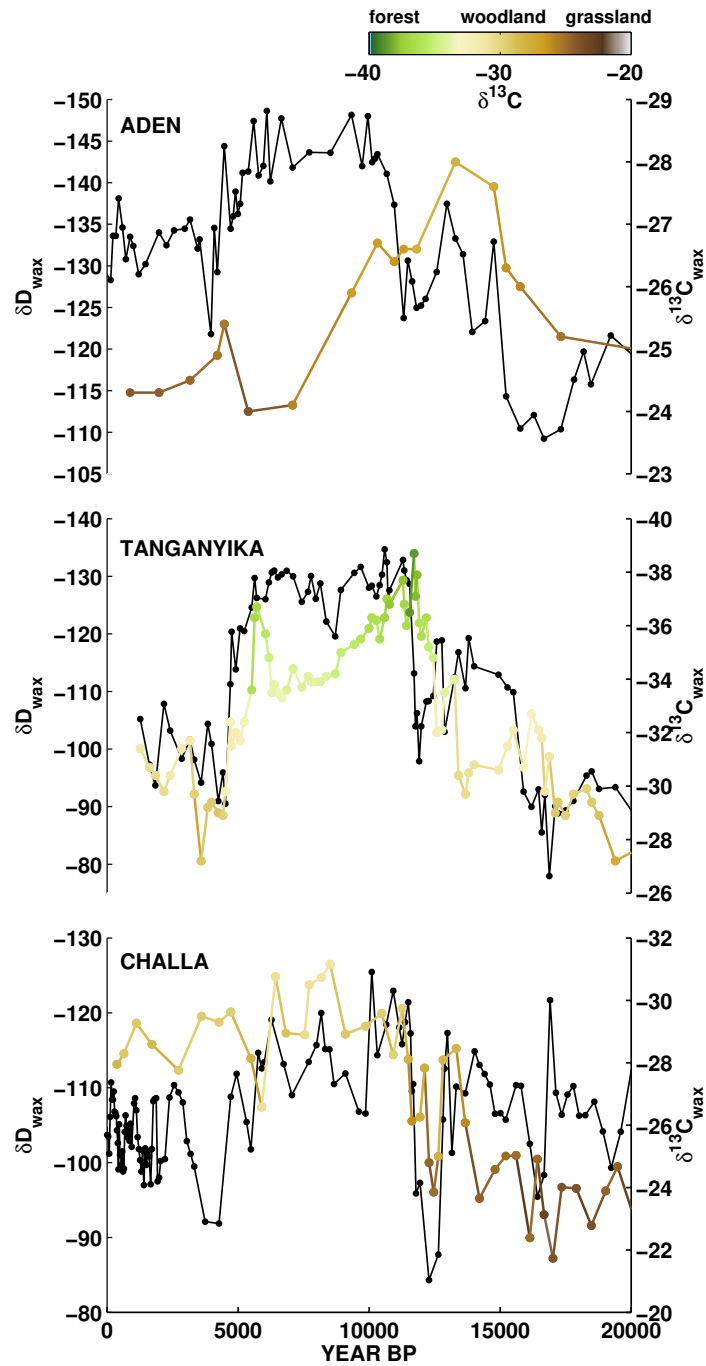 forest woodland grassland
−40 −30 −20
δ13C
−150 −29
ADEN
−145
−140 −28
−135 −27
−130
−125 −26
−120 −25
−115 −24
−110
−105 −23
δDwax δ13Cwax
−140 −40
TANGANYIKA
−130 −38
−120 −36
−110 −34
−100 −32
−90 −30
−80 −28
−26
δDwax δ13Cwax
−130 −32
CHALLA
−120 −30
−110 −28
−100 −26
−90 −24
−22
−80 −20
δDwax δ13Cwax
0 5000 10000 15000 20000
YEAR BP